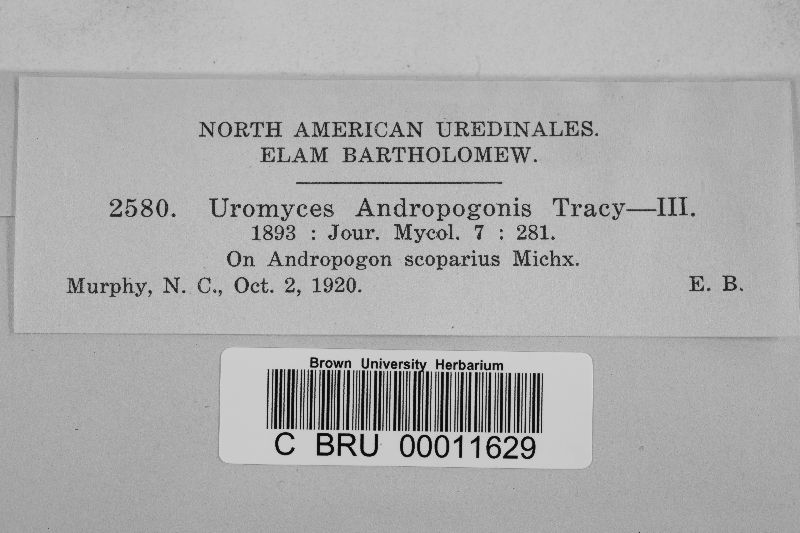 NORTH AMERICAN UREDINALES.
ELAM BARTHOLOMEW.
2580. Uromyces Andropogonis Tracy—III.
1893 : Jour. Mycol. 7 : 281.
On Andropogon scoparius Michx.
Murphy, N. C., Oct. 2, 1920. E. B.
Brown University Herbarium
C BRU 00011629